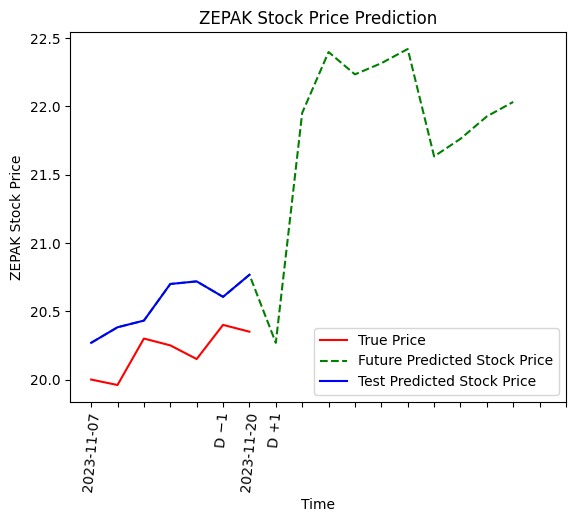 ZEPAK Stock Price Prediction
ZEPAK Stock Price
22.5
22.0
21.5
21.0
20.5
20.0
True Price
Future Predicted Stock Price
Test Predicted Stock Price
2023-11-07
D −1
2023-11-20
D +1
Time